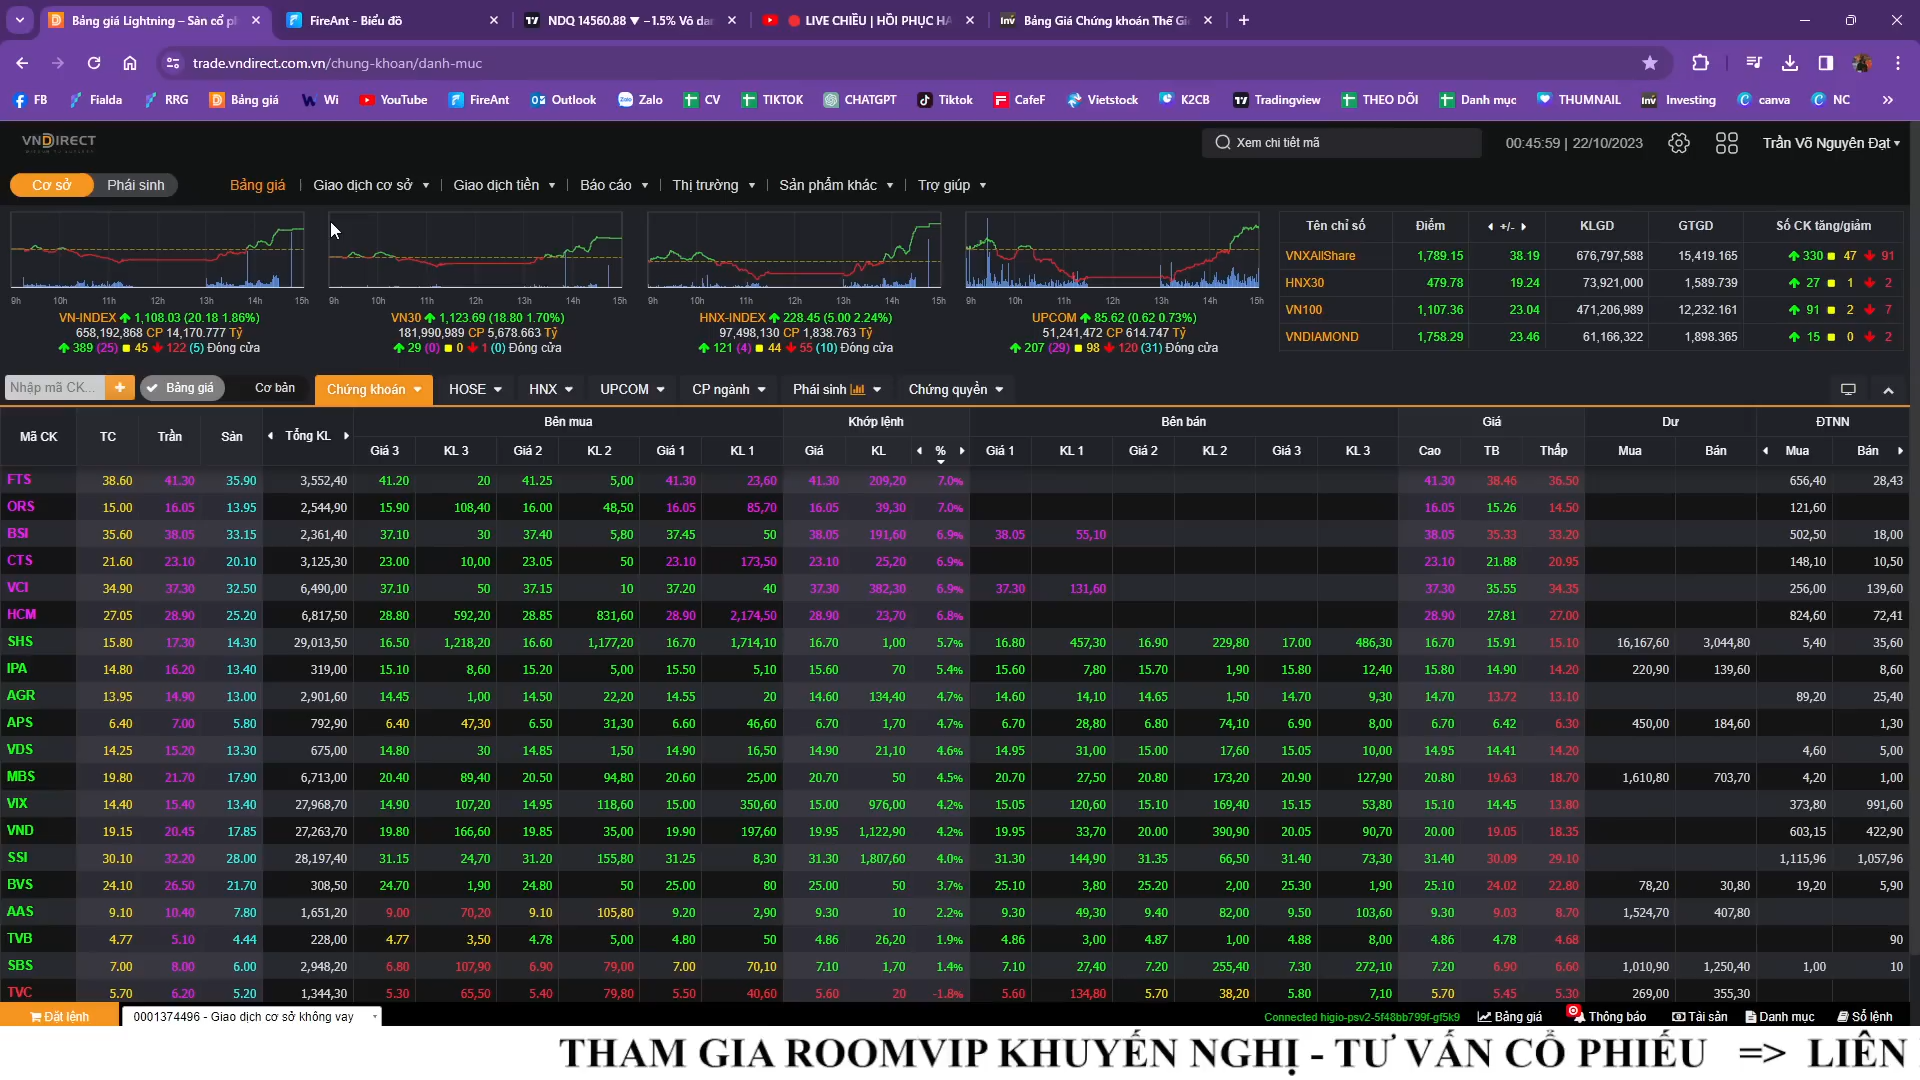 Bảng giá Lightning – Sàn cổ ph
FireAnt - Biểu đồ
NDQ 14560.88 ▼ −1.5% Vô dan
LIVE CHIỀU | HỒI PHỤC HA
Bảng Giá Chứng khoán Thế Giớ
trade.vndirect.com.vn/chung-khoan/danh-muc
FB Fialda RRG Bảng giá Wi YouTube FireAnt Outlook Zalo CV TIKTOK CHATGPT Tiktok CafeF Vietstock K2CB Tradingview THEO DÕI Danh mục THUMNAIL Investing canva NC
VNDIRECT
Xem chi tiết mã
00:45:59 | 22/10/2023
Trần Võ Nguyên Đạt
Cơ sở Phái sinh Bảng giá Giao dịch cơ sở Giao dịch tiền Báo cáo Thị trường Sản phẩm khác Trợ giúp
9h 10h 11h 12h 13h 14h 15h
VN-INDEX 1,108.03 (20.18 1.86%)
658,192,868 CP 14,170.777 Tỷ
389 (25) 45 122 (5) Đóng cửa
9h 10h 11h 12h 13h 14h 15h
VN30 1,123.69 (18.80 1.70%)
181,990,989 CP 5,678.663 Tỷ
29 (0) 0 1 (0) Đóng cửa
9h 10h 11h 12h 13h 14h 15h
HNX-INDEX 228.45 (5.00 2.24%)
97,498,130 CP 1,838.763 Tỷ
121 (4) 44 55 (10) Đóng cửa
9h 10h 11h 12h 13h 14h 15h
UPCOM 85.62 (0.62 0.73%)
51,241,472 CP 614.747 Tỷ
207 (29) 98 120 (31) Đóng cửa
Tên chỉ số Điểm +/- KLGD GTGD Số CK tăng/giảm
VNXAllShare 1,789.15 38.19 676,797,588 15,419.165 330 47 91
HNX30 479.78 19.24 73,921,000 1,589.739 27 1 2
VN100 1,107.36 23.04 471,206,989 12,232.161 91 2 7
VNDIAMOND 1,758.29 23.46 61,166,322 1,898.365 15 0 2
Nhập mã CK... + Bảng giá Cơ bản Chứng khoán HOSE HNX UPCOM CP ngành Phái sinh Chứng quyền
Mã CK TC Trần Sàn Tổng KL Bên mua Khớp lệnh Bên bán Giá Dư ĐTNN
Giá 3 KL 3 Giá 2 KL 2 Giá 1 KL 1 Giá KL % Giá 1 KL 1 Giá 2 KL 2 Giá 3 KL 3 Cao TB Thấp Mua Bán Mua Bán
FTS 38.60 41.30 35.90 3,552,40 41.20 20 41.25 5,00 41.30 23,60 41.30 209,20 7.0% 41.30 38.46 36.50 656,40 28,43
ORS 15.00 16.05 13.95 2,544,90 15.90 108,40 16.00 48,50 16.05 85,70 16.05 39,30 7.0% 16.05 15.26 14.50 121,60
BSI 35.60 38.05 33.15 2,361,40 37.10 30 37.40 5,80 37.45 50 38.05 191,60 6.9% 38.05 55,10 38.05 35.33 33.20 502,50 18,00
CTS 21.60 23.10 20.10 3,125,30 23.00 10,00 23.05 50 23.10 173,50 23.10 25,20 6.9% 23.10 21.88 20.95 148,10 10,50
VCI 34.90 37.30 32.50 6,490,00 37.10 50 37.15 10 37.20 40 37.30 382,30 6.9% 37.30 131,60 37.30 35.55 34.35 256,00 139,60
HCM 27.05 28.90 25.20 6,817,50 28.80 592,20 28.85 831,60 28.90 2,174,50 28.90 23,70 6.8% 28.90 27.81 27.00 824,60 72,41
SHS 15.80 17.30 14.30 29,013,50 16.50 1,218,20 16.60 1,177,20 16.70 1,714,10 16.70 1,00 5.7% 16.80 457,30 16.90 229,80 17.00 486,30 16.70 15.91 15.10 16,167,60 3,044,80 5,40 35,60
IPA 14.80 16.20 13.40 319,00 15.10 8,60 15.20 5,00 15.50 5,10 15.60 70 5.4% 15.60 7,80 15.70 1,90 15.80 12,40 15.80 14.90 14.20 220,90 139,60 8,60
AGR 13.95 14.90 13.00 2,901,60 14.45 1,00 14.50 22,20 14.55 20 14.60 134,40 4.7% 14.60 14,10 14.65 1,50 14.70 9,30 14.70 13.72 13.10 89,20 25,40
APS 6.40 7.00 5.80 792,90 6.40 47,30 6.50 31,30 6.60 46,60 6.70 1,70 4.7% 6.70 28,80 6.80 74,10 6.90 8,00 6.70 6.42 6.30 450,00 184,60 1,30
VDS 14.25 15.20 13.30 675,00 14.80 30 14.85 1,50 14.90 16,50 14.90 21,10 4.6% 14.95 31,00 15.00 17,60 15.05 10,00 14.95 14.41 14.20 4,60 5,00
MBS 19.80 21.70 17.90 6,713,00 20.40 89,40 20.50 94,80 20.60 25,00 20.70 50 4.5% 20.70 27,50 20.80 173,20 20.90 127,90 20.80 19.63 18.70 1,610,80 703,70 4,20 1,00
VIX 14.40 15.40 13.40 27,968,70 14.90 107,20 14.95 118,60 15.00 350,60 15.00 976,00 4.2% 15.05 120,60 15.10 169,40 15.15 53,80 15.10 14.45 13.80 373,80 991,60
VND 19.15 20.45 17.85 27,263,70 19.80 166,60 19.85 35,00 19.90 197,60 19.95 1,122,90 4.2% 19.95 33,70 20.00 390,90 20.05 90,70 20.00 19.05 18.35 603,15 422,90
SSI 30.10 32.20 28.00 28,197,40 31.15 24,70 31.20 155,80 31.25 8,30 31.30 1,807,60 4.0% 31.30 144,90 31.35 66,50 31.40 73,30 31.40 30.09 29.10 1,115,96 1,057,96
BVS 24.10 26.50 21.70 308,50 24.70 1,90 24.80 50 25.00 80 25.00 50 3.7% 25.10 3,80 25.20 2,00 25.30 1,90 25.10 24.02 22.80 78,20 30,80 19,20 5,90
AAS 9.10 10.40 7.80 1,651,20 9.00 70,20 9.10 105,80 9.20 2,90 9.30 10 2.2% 9.30 49,30 9.40 82,00 9.50 103,60 9.30 9.03 8.70 1,524,70 407,80
TVB 4.77 5.10 4.44 228,00 4.77 3,50 4.78 5,00 4.80 50 4.86 26,20 1.9% 4.86 3,00 4.87 1,00 4.88 8,00 4.86 4.78 4.68 90
SBS 7.00 8.00 6.00 2,948,20 6.80 107,90 6.90 79,00 7.00 70,10 7.10 1,70 1.4% 7.10 27,40 7.20 255,40 7.30 272,10 7.20 6.90 6.60 1,010,90 1,250,40 1,00 10
TVC 5.70 6.20 5.20 1,344,30 5.30 65,50 5.40 79,80 5.50 40,60 5.60 20 -1.8% 5.60 134,80 5.70 38,20 5.80 7,10 5.70 5.45 5.30 269,00 355,30
Đặt lệnh 0001374496 - Giao dịch cơ sở không vay Connected higio-psv2-5f48bb799f-gf5k9 Bảng giá Thông báo Tài sản Danh mục Sổ lệnh
THAM GIA ROOMVIP KHUYẾN NGHỊ - TƯ VẤN CỔ PHIẾU => LIÊN